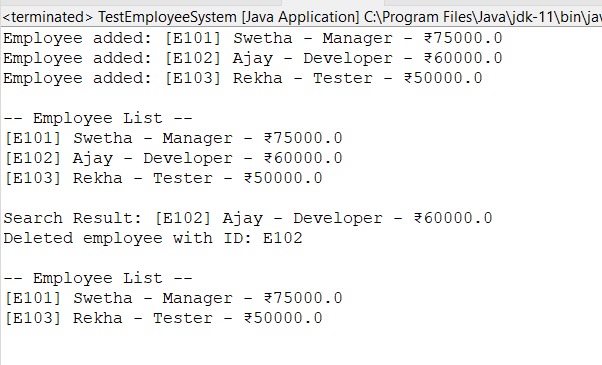 <terminated> TestEmployeeSystem [Java Application] C:\Program Files\Java\jdk-11\bin\jav
Employee added: [E101] Swetha - Manager - ₹75000.0
Employee added: [E102] Ajay - Developer - ₹60000.0
Employee added: [E103] Rekha - Tester - ₹50000.0
-- Employee List --
[E101] Swetha - Manager - ₹75000.0
[E102] Ajay - Developer - ₹60000.0
[E103] Rekha - Tester - ₹50000.0
Search Result: [E102] Ajay - Developer - ₹60000.0
Deleted employee with ID: E102
-- Employee List --
[E101] Swetha - Manager - ₹75000.0
[E103] Rekha - Tester - ₹50000.0